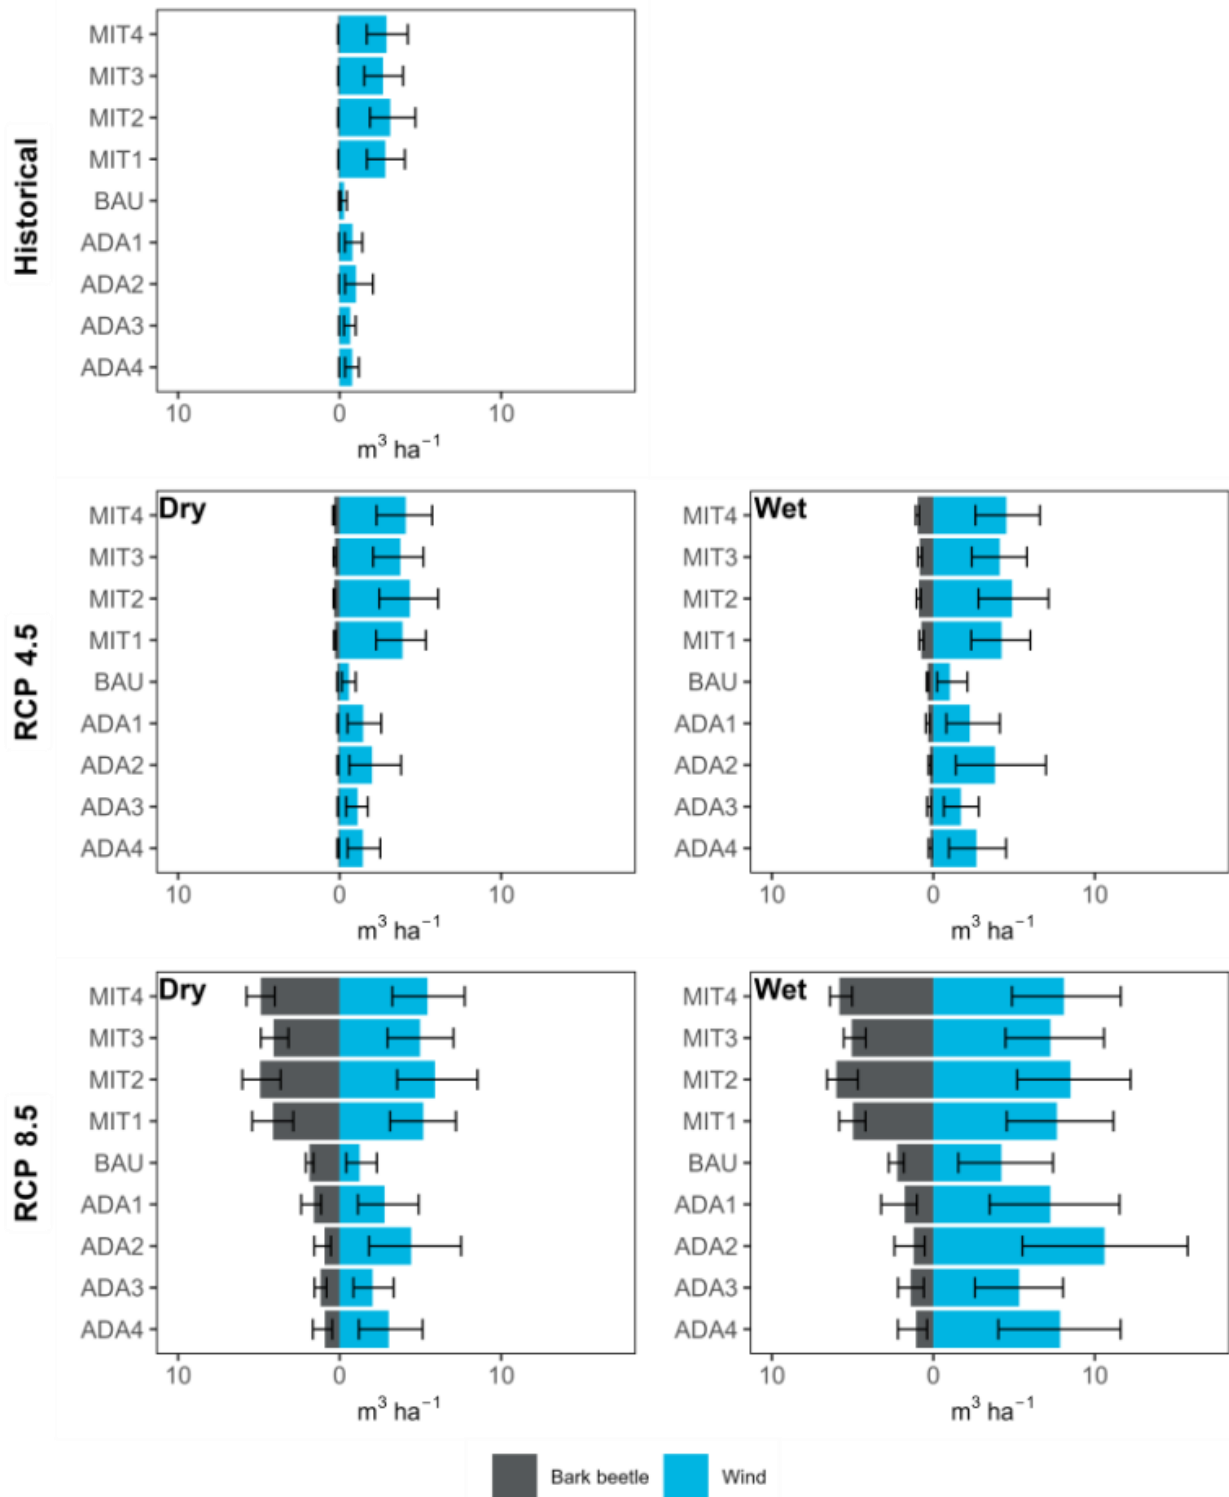 Historical
MIT4
MIT3
MIT2
MIT1
BAU
ADA1
ADA2
ADA3
ADA4
10 0 10
m³ ha⁻¹
RCP 4.5
Dry
MIT4
MIT3
MIT2
MIT1
BAU
ADA1
ADA2
ADA3
ADA4
10 0 10
m³ ha⁻¹
Wet
MIT4
MIT3
MIT2
MIT1
BAU
ADA1
ADA2
ADA3
ADA4
10 0 10
m³ ha⁻¹
RCP 8.5
Dry
MIT4
MIT3
MIT2
MIT1
BAU
ADA1
ADA2
ADA3
ADA4
10 0 10
m³ ha⁻¹
Wet
MIT4
MIT3
MIT2
MIT1
BAU
ADA1
ADA2
ADA3
ADA4
10 0 10
m³ ha⁻¹
Bark beetle Wind